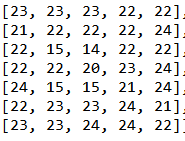 [23, 23, 23, 22, 22],
[21, 22, 22, 22, 24],
[22, 15, 14, 22, 22],
[22, 22, 20, 23, 24],
[24, 15, 15, 21, 24],
[22, 23, 23, 24, 21],
[23, 23, 24, 24, 22]]